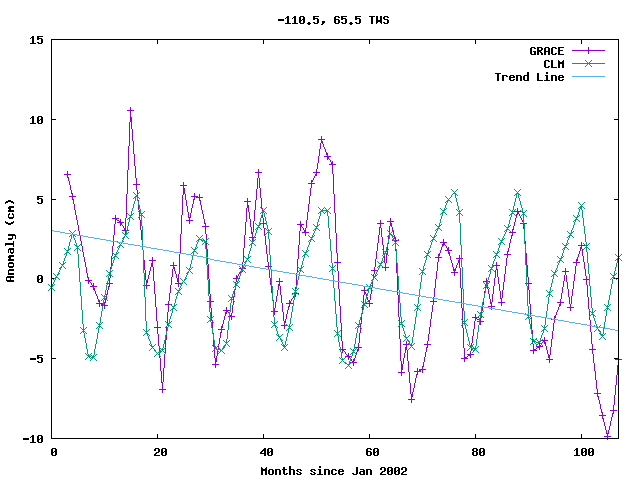 -110.5, 65.5 TWS
GRACE
CLM
Trend Line
15
10
5
0
-5
-10
Anomaly (cm)
0 20 40 60 80 100
Months since Jan 2002